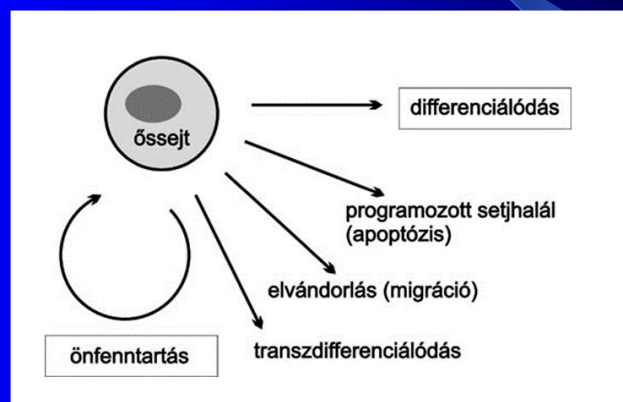 őssejt
differenciálódás
programozott setjhalál
(apoptózis)
elvándorlás (migráció)
transzdifferenciálódás
önfenntartás